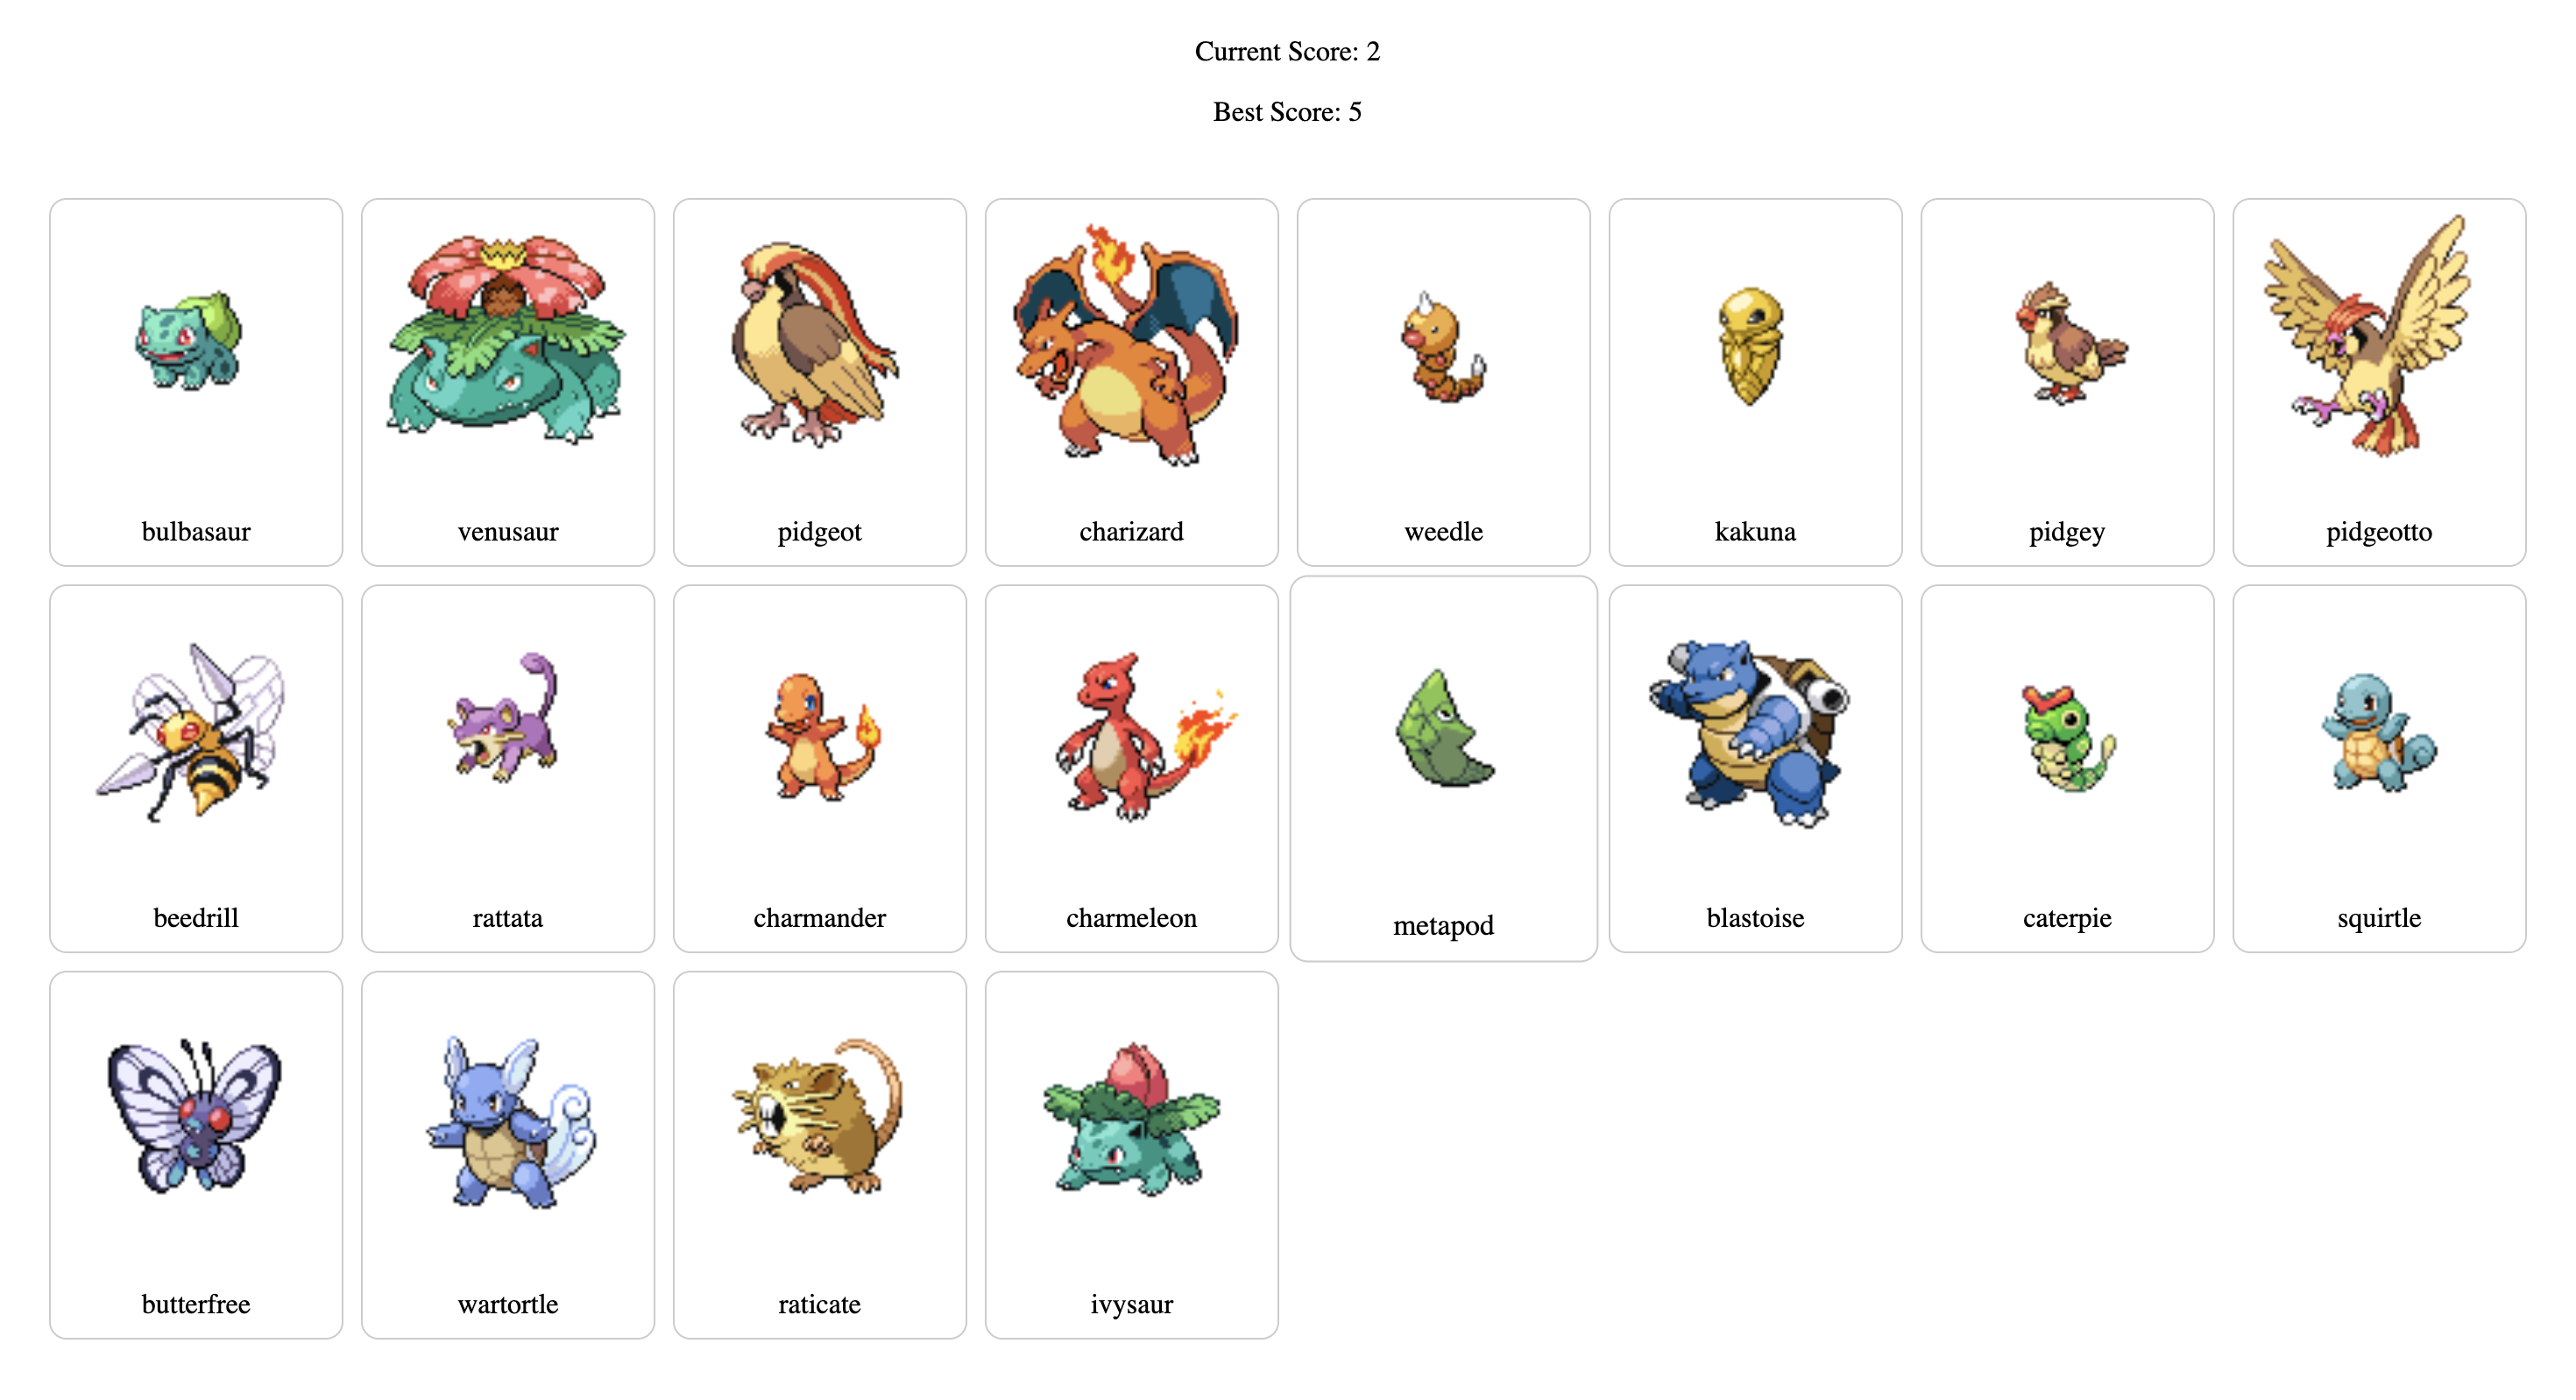 Current Score: 2
Best Score: 5
bulbasaur
venusaur
pidgeot
charizard
weedle
kakuna
pidgey
pidgeotto
beedrill
rattata
charmander
charmeleon
metapod
blastoise
caterpie
squirtle
butterfree
wartortle
raticate
ivysaur